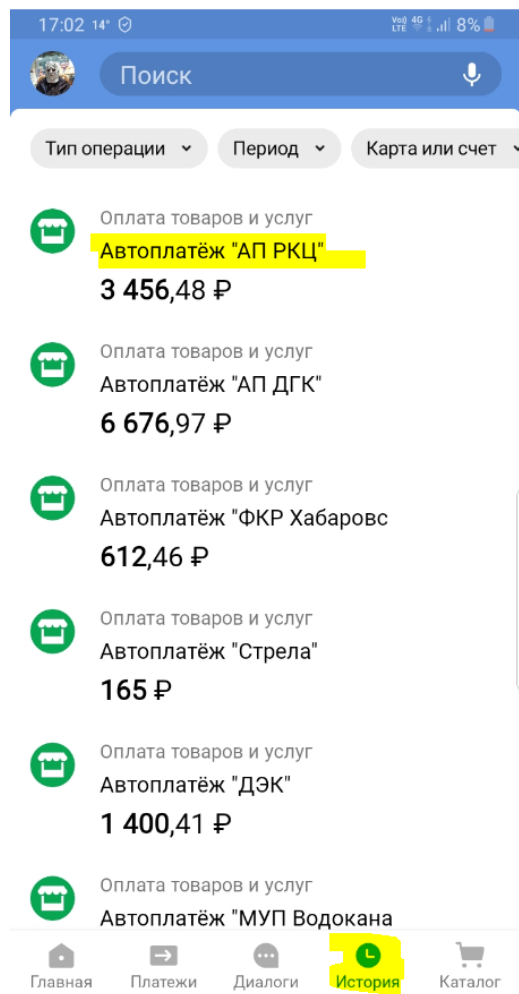 17:02 14° Vo)) 4G LTE 8%
Поиск
Тип операции Период Карта или счет
Оплата товаров и услуг
Автоплатёж "АП РКЦ"
3 456,48 ₽
Оплата товаров и услуг
Автоплатёж "АП ДГК"
6 676,97 ₽
Оплата товаров и услуг
Автоплатёж "ФКР Хабаровс
612,46 ₽
Оплата товаров и услуг
Автоплатёж "Стрела"
165 ₽
Оплата товаров и услуг
Автоплатёж "ДЭК"
1 400,41 ₽
Оплата товаров и услуг
Автоплатёж "МУП Водокана
Главная Платежи Диалоги История Каталог